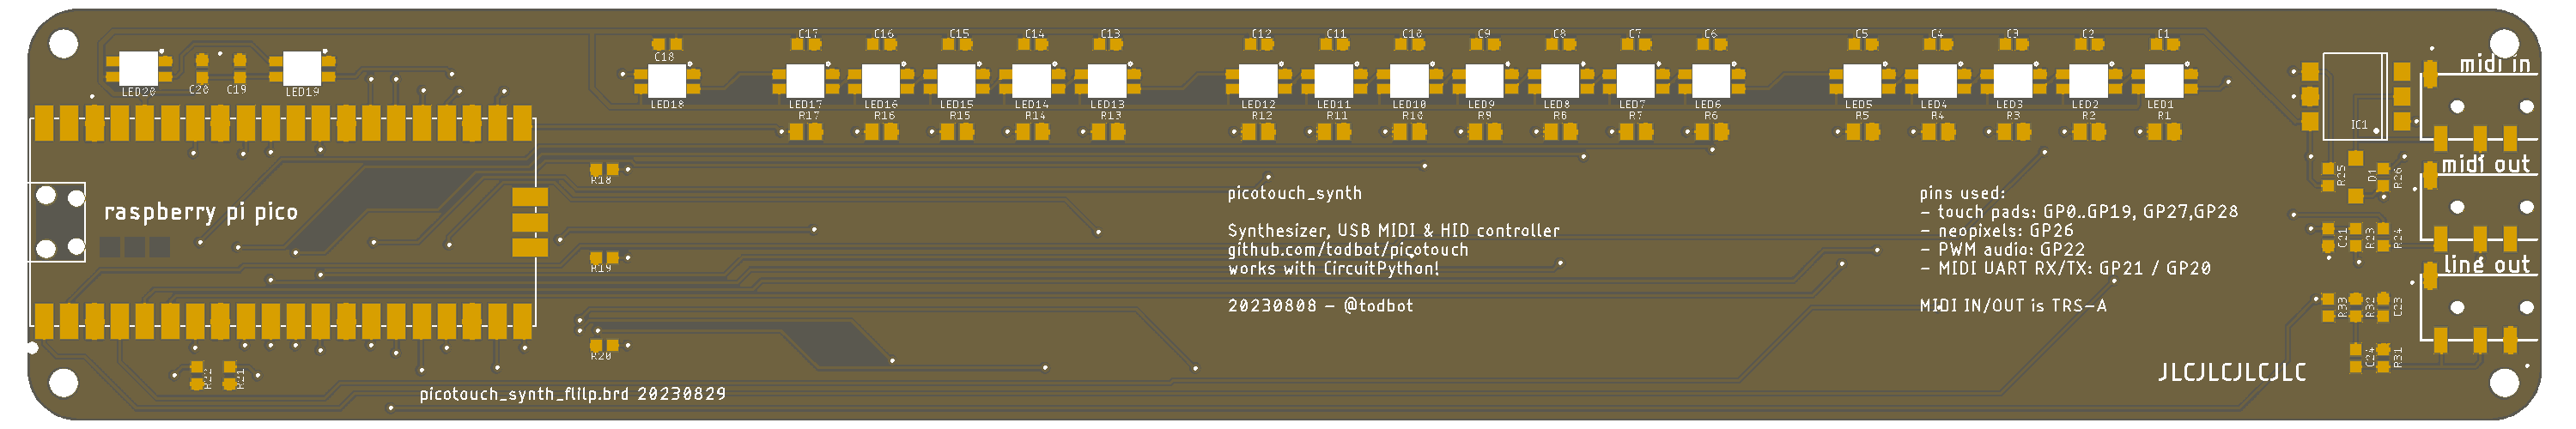 C17 C16 C15 C14 C13 C12 C11 C10 C9 C8 C7 C6 C5 C4 C3 C2 C1
C18
midi in
LED20 C20 C19 LED19
LED18 LED17 LED16 LED15 LED14 LED13 LED12 LED11 LED10 LED9 LED8 LED7 LED6 LED5 LED4 LED3 LED2 LED1
R17 R16 R15 R14 R13 R12 R11 R10 R9 R8 R7 R6 R5 R4 R3 R2 R1
IC1
midi out
R18
R25 D1 R26
raspberry pi pico
picotouch_synth
Synthesizer, USB MIDI & HID controller
github.com/todbot/picotouch
works with CircuitPython!
20230808 - @todbot
pins used:
- touch pads: GP0..GP19, GP27,GP28
- neopixels: GP26
- PWM audio: GP22
- MIDI UART RX/TX: GP21 / GP20
MIDI IN/OUT is TRS-A
C21 R23 R24
line out
R19
R33 R32 C23
R20
C24 R31
R22 R21
JLCJLCJLCJLC
picotouch_synth_flilp.brd 20230829